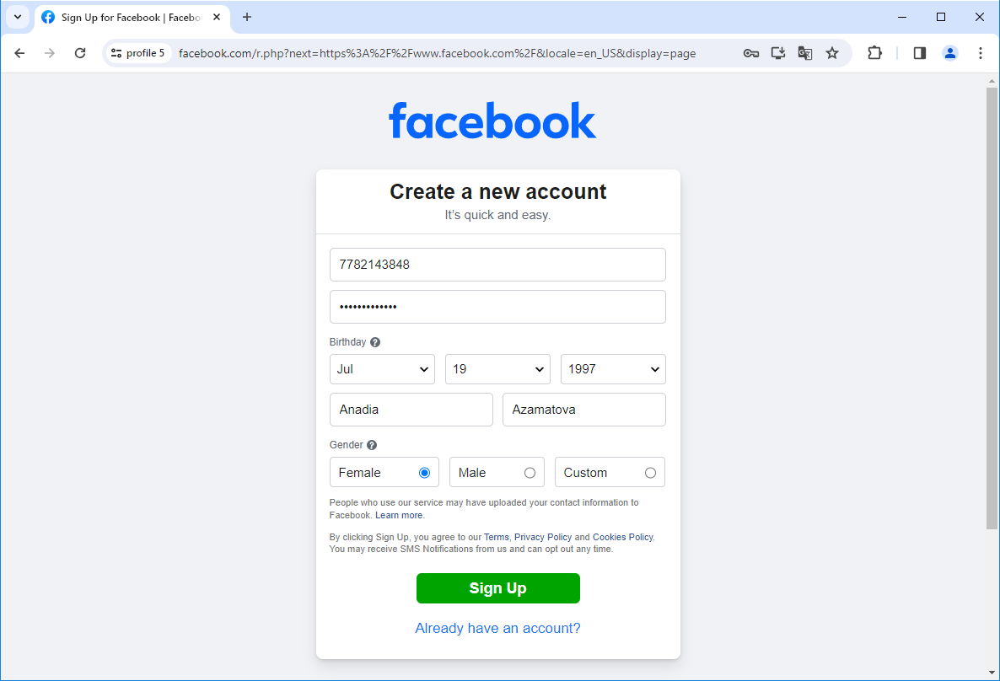 Sign Up for Facebook | Facebo
profile 5
facebook.com/r.php?next=https%3A%2F%2Fwww.facebook.com%2F&locale=en_US&display=page
facebook
Create a new account
It's quick and easy.
7782143848
•••••••••••••
Birthday ?
Jul 19 1997
Anadia Azamatova
Gender ?
Female Male Custom
People who use our service may have uploaded your contact information to
Facebook. Learn more.
By clicking Sign Up, you agree to our Terms, Privacy Policy and Cookies Policy.
You may receive SMS Notifications from us and can opt out any time.
Sign Up
Already have an account?